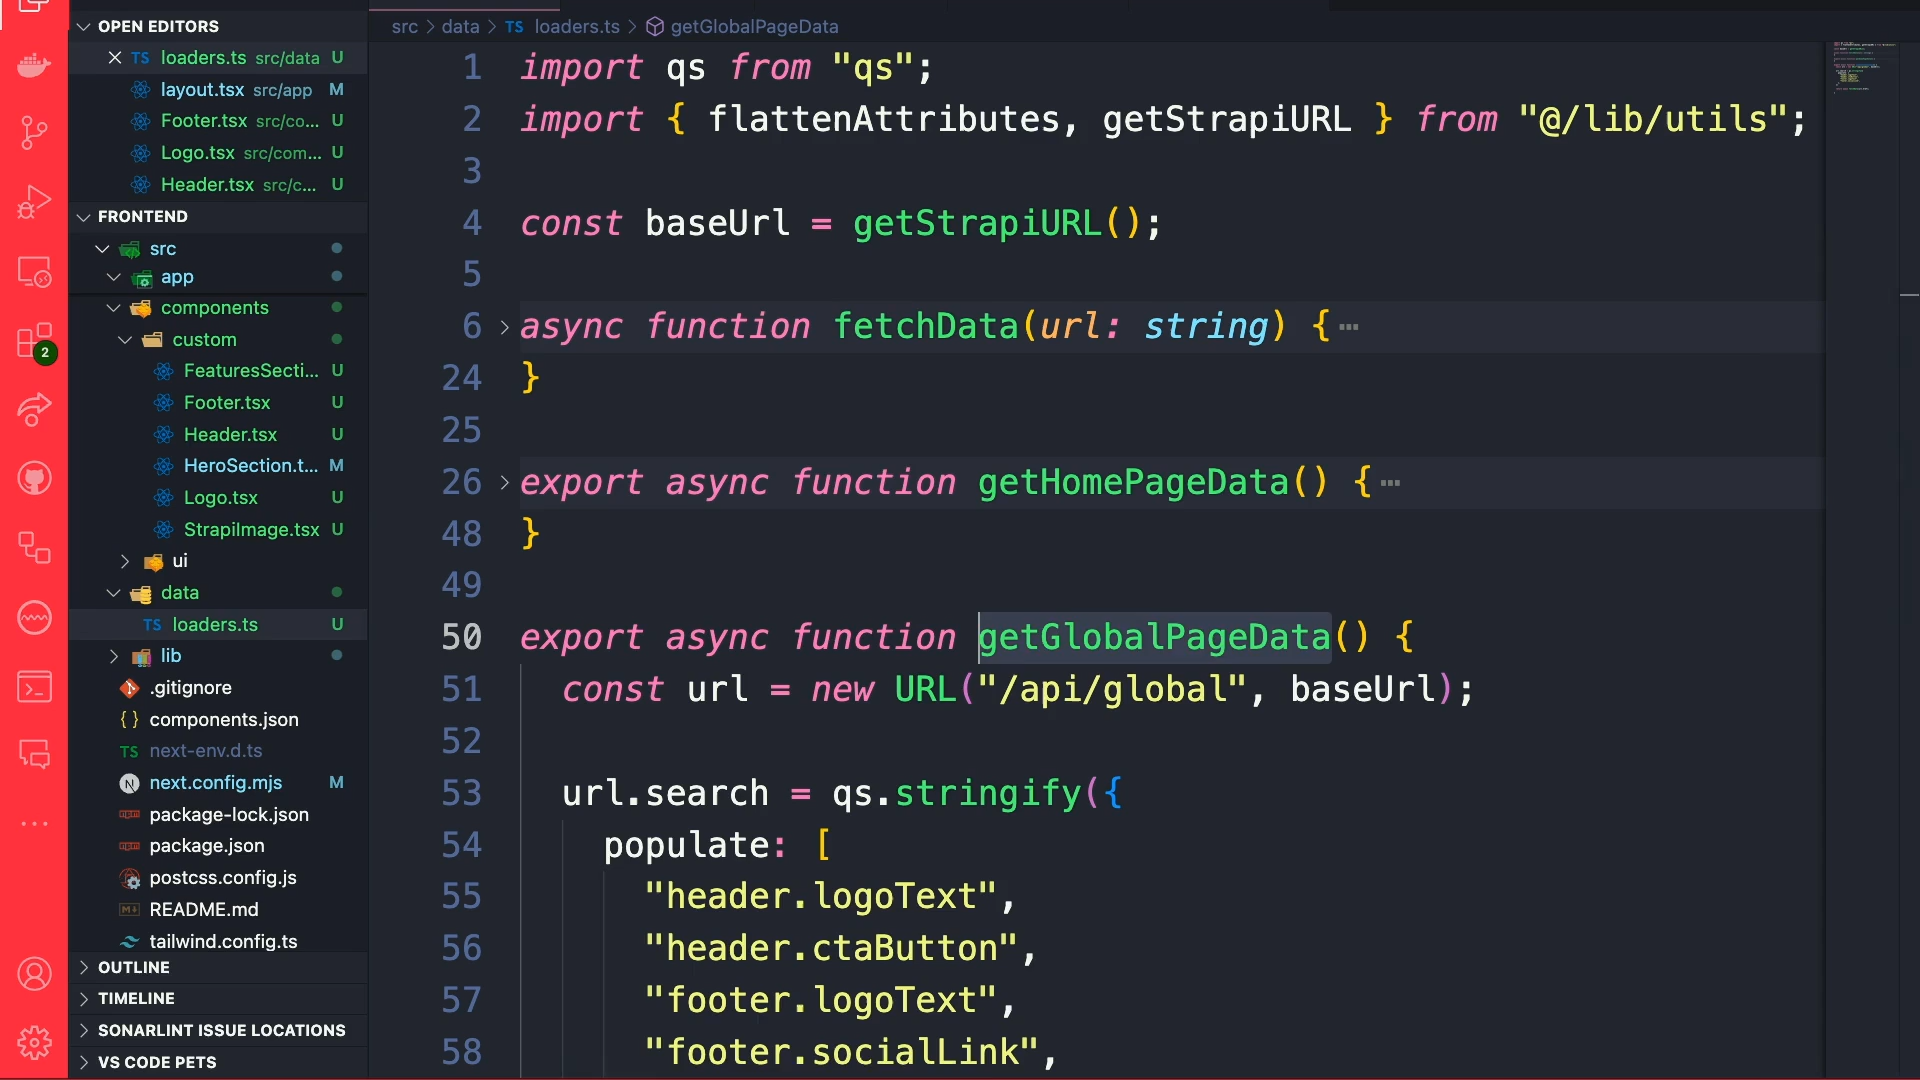 OPEN EDITORS
TS loaders.ts src/data U
layout.tsx src/app M
Footer.tsx src/co... U
Logo.tsx src/com... U
Header.tsx src/c... U
FRONTEND
src
app
components
custom
FeaturesSecti... U
Footer.tsx U
Header.tsx U
HeroSection.t... M
Logo.tsx U
StrapiImage.tsx U
ui
data
TS loaders.ts U
lib
.gitignore
{ } components.json
TS next-env.d.ts
N next.config.mjs M
package-lock.json
package.json
postcss.config.js
M↓ README.md
tailwind.config.ts
OUTLINE
TIMELINE
SONARLINT ISSUE LOCATIONS
VS CODE PETS
2
src > data > TS loaders.ts > getGlobalPageData
1 import qs from "qs";
2 import { flattenAttributes, getStrapiURL } from "@/lib/utils";
3
4 const baseUrl = getStrapiURL();
5
6 async function fetchData(url: string) {···
24 }
25
26 export async function getHomePageData() {···
48 }
49
50 export async function getGlobalPageData() {
51 const url = new URL("/api/global", baseUrl);
52
53 url.search = qs.stringify({
54 populate: [
55 "header.logoText",
56 "header.ctaButton",
57 "footer.logoText",
58 "footer.socialLink",